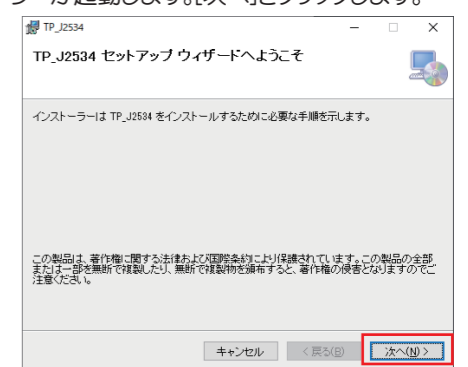 が起動します。[次へ]をクリックします。
TP_J2534
TP_J2534 セットアップ ウィザードへようこそ
インストーラーは TP_J2534 をインストールするために必要な手順を示します。
この製品は、著作権に関する法律および国際条約により保護されています。この製品の全部
または一部を無断で複製したり、無断で複製物を頒布すると、著作権の侵害となりますのでご
注意ください。
キャンセル
< 戻る(B)
次へ(N) >